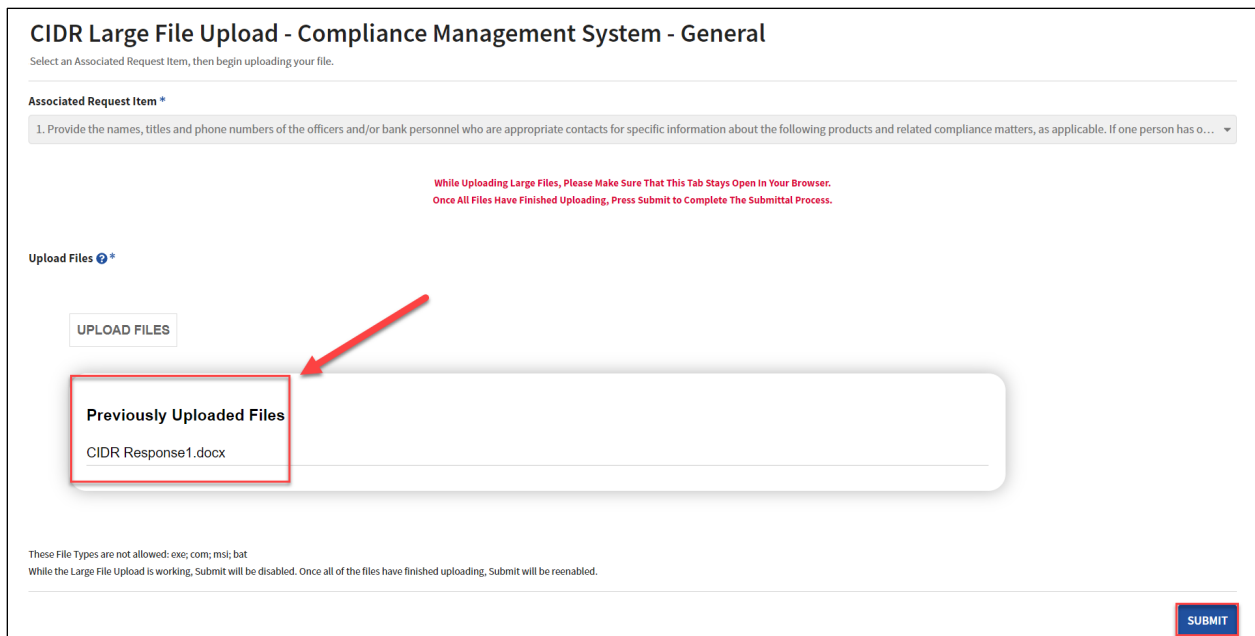 CIDR Large File Upload - Compliance Management System - General
Select an Associated Request Item, then begin uploading your file.
Associated Request Item *
1. Provide the names, titles and phone numbers of the officers and/or bank personnel who are appropriate contacts for specific information about the following products and related compliance matters, as applicable. If one person has o...
While Uploading Large Files, Please Make Sure That This Tab Stays Open In Your Browser.
Once All Files Have Finished Uploading, Press Submit to Complete The Submittal Process.
Upload Files ? *
UPLOAD FILES
Previously Uploaded Files
CIDR Response1.docx
These File Types are not allowed: exe; com; msi; bat
While the Large File Upload is working, Submit will be disabled. Once all of the files have finished uploading, Submit will be reenabled.
SUBMIT